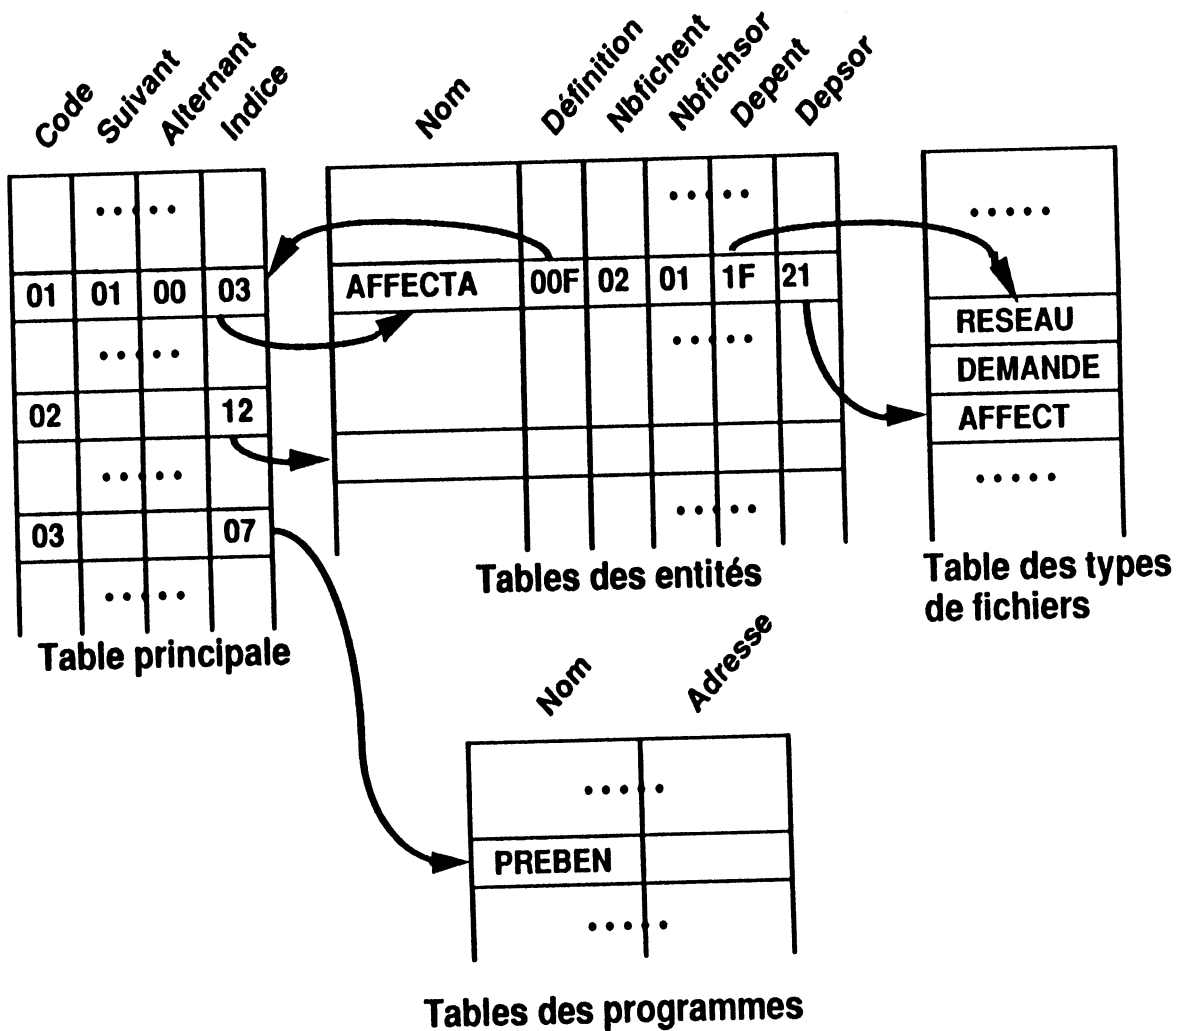 Code Suivant Alternant Indice
Nom Définition Nbfichent Nbfichsor Depent Depsor
.....
.....
.....
01 01 00 03
AFFECTA 00F 02 01 1F 21
RESEAU
.....
.....
DEMANDE
02 12
AFFECT
.....
.....
03 07
.....
.....
Tables des entités
Table des types
de fichiers
Table principale
Nom Adresse
.....
PREBEN
.....
Tables des programmes